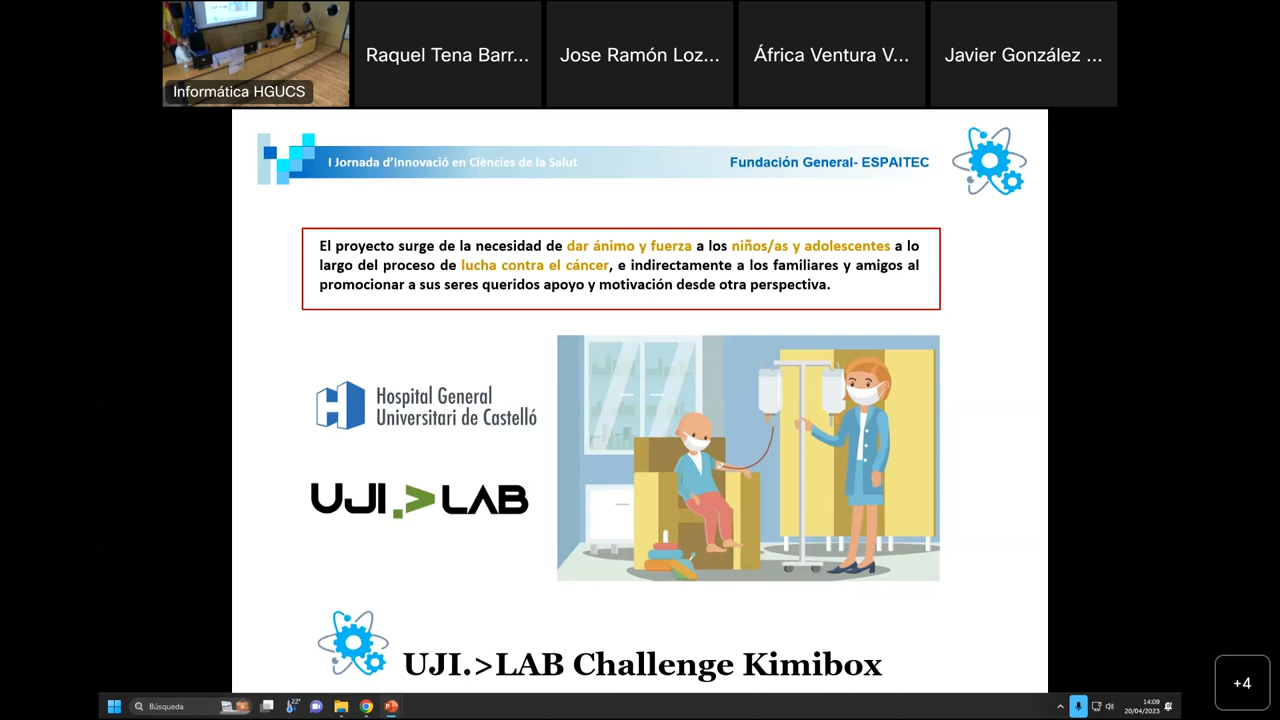 Informática HGUCS
Raquel Tena Barr...
Jose Ramón Loz...
África Ventura V...
Javier González ...
I Jornada d'Innovació en Ciències de la Salut
Fundación General- ESPAITEC
El proyecto surge de la necesidad de dar ánimo y fuerza a los niños/as y adolescentes a lo
largo del proceso de lucha contra el cáncer, e indirectamente a los familiares y amigos al
promocionar a sus seres queridos apoyo y motivación desde otra perspectiva.
Hospital General
Universitari de Castelló
UJI.>LAB
UJI.>LAB Challenge Kimibox
+4
Búsqueda
22°
14:09
20/04/2023